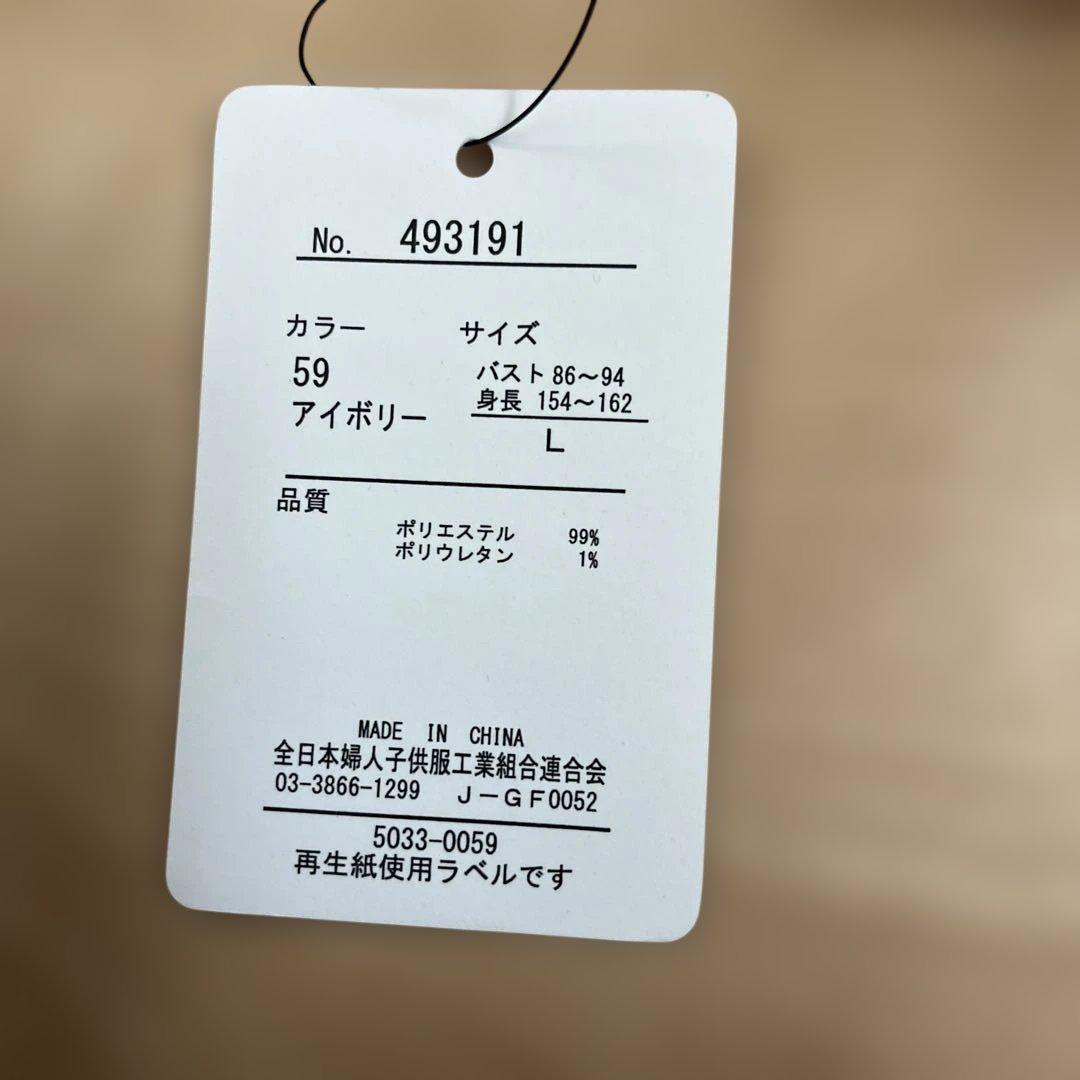 No. 493191
カラー サイズ
59 バスト 86～94
アイボリー 身長 154～162
L
品質
ポリエステル 99%
ポリウレタン 1%
MADE IN CHINA
全日本婦人子供服工業組合連合会
03-3866-1299 J－GF0052
5033-0059
再生紙使用ラベルです